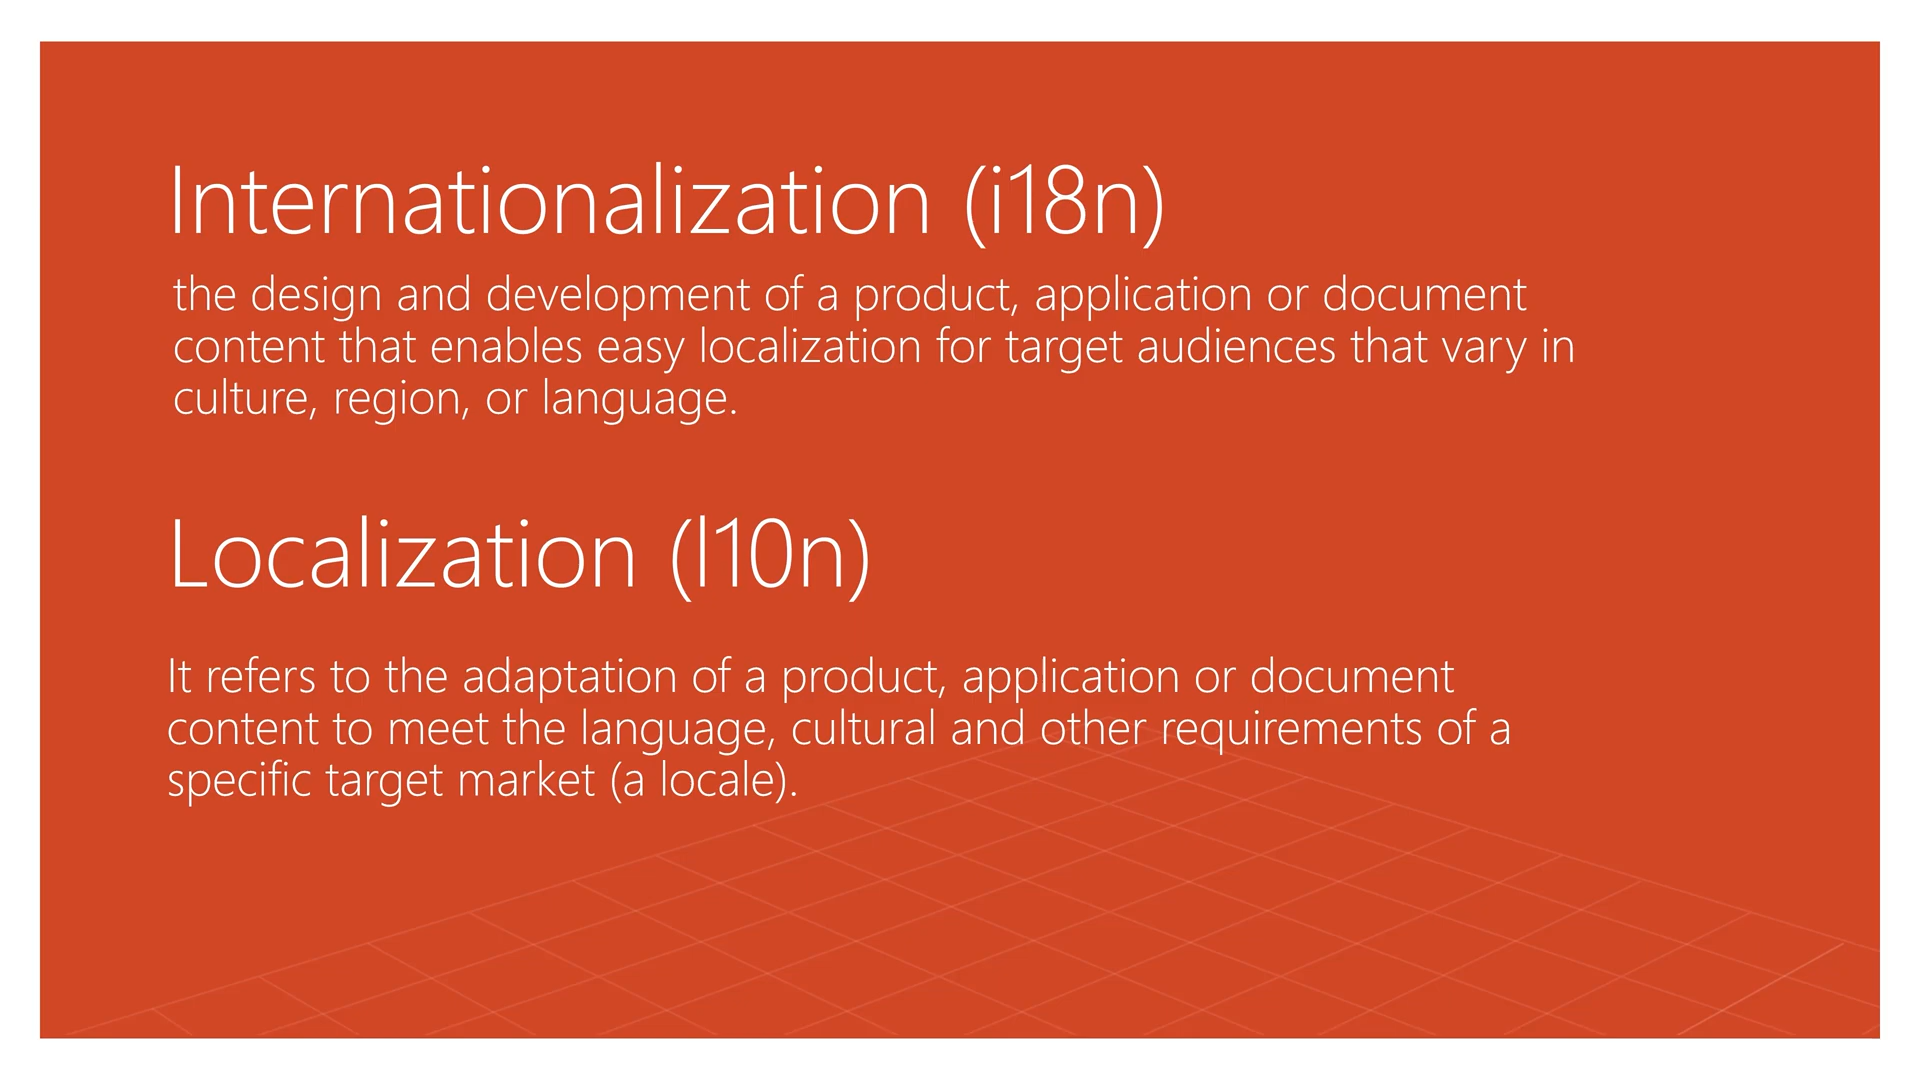 Internationalization (i18n)
the design and development of a product, application or document
content that enables easy localization for target audiences that vary in
culture, region, or language.
Localization (l10n)
It refers to the adaptation of a product, application or document
content to meet the language, cultural and other requirements of a
specific target market (a locale).